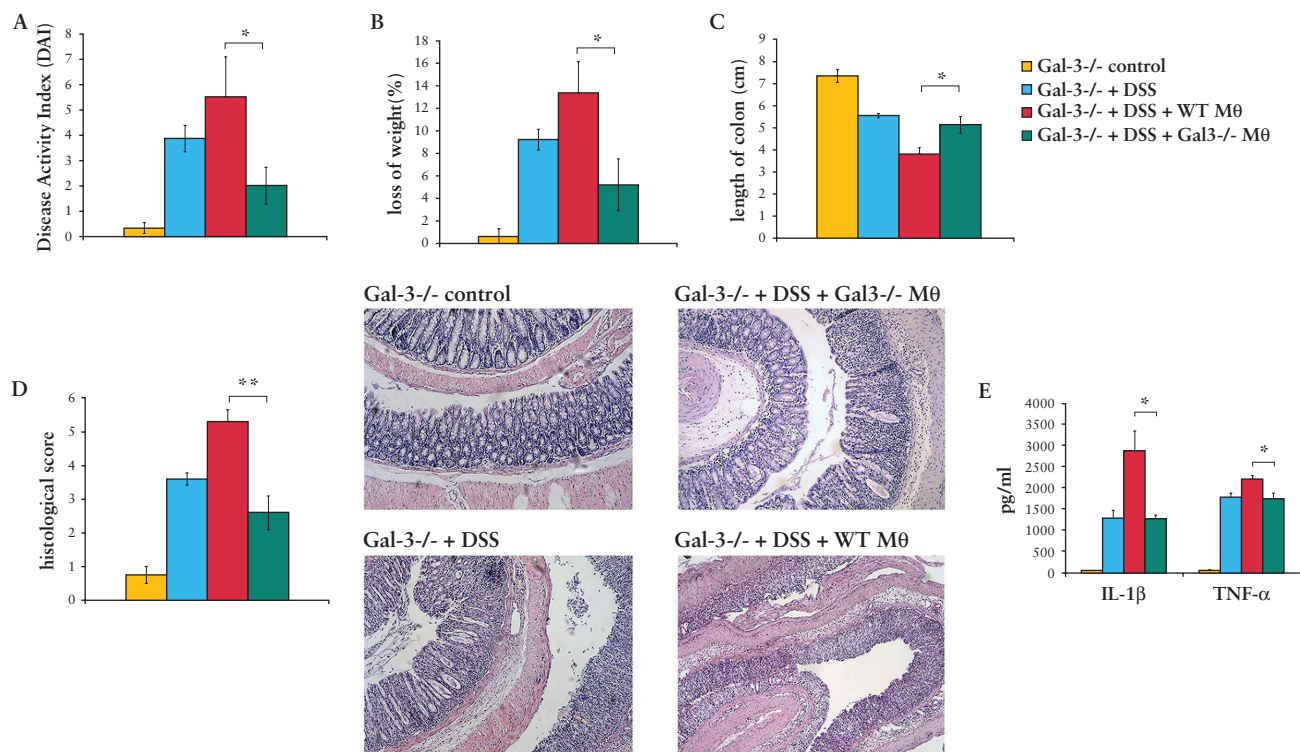 A
Disease Activity Index (DAI)
8
7
6
5
4
3
2
1
0
*
B
loss of weight(%)
18
16
14
12
10
8
6
4
2
0
*
C
length of colon (cm)
9
8
7
6
5
4
3
2
1
0
*
Gal-3-/- control
Gal-3-/- + DSS
Gal-3-/- + DSS + WT Mθ
Gal-3-/- + DSS + Gal3-/- Mθ
D
histological score
6
5
4
3
2
1
0
**
Gal-3-/- control
Gal-3-/- + DSS + Gal3-/- Mθ
Gal-3-/- + DSS
Gal-3-/- + DSS + WT Mθ
E
pg/ml
4000
3500
3000
2500
2000
1500
1000
500
0
*
*
IL-1β
TNF-α